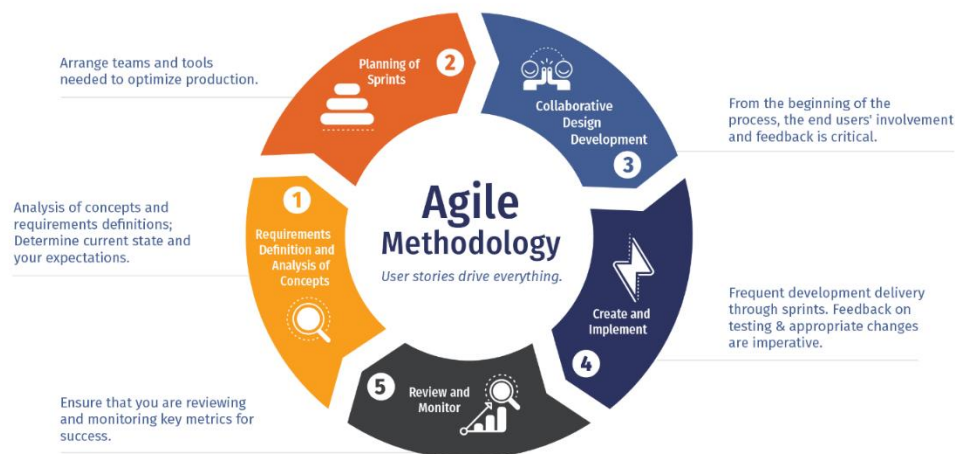 Arrange teams and tools
needed to optimize production.
Planning of
Sprints
2
Collaborative
Design
Development
3
From the beginning of the
process, the end users' involvement
and feedback is critical.
Analysis of concepts and
requirements definitions;
Determine current state and
your expectations.
1
Requirements
Definition and
Analysis of
Concepts
Agile
Methodology
User stories drive everything.
Create and
Implement
4
Frequent development delivery
through sprints. Feedback on
testing & appropriate changes
are imperative.
5
Review and
Monitor
Ensure that you are reviewing
and monitoring key metrics for
success.